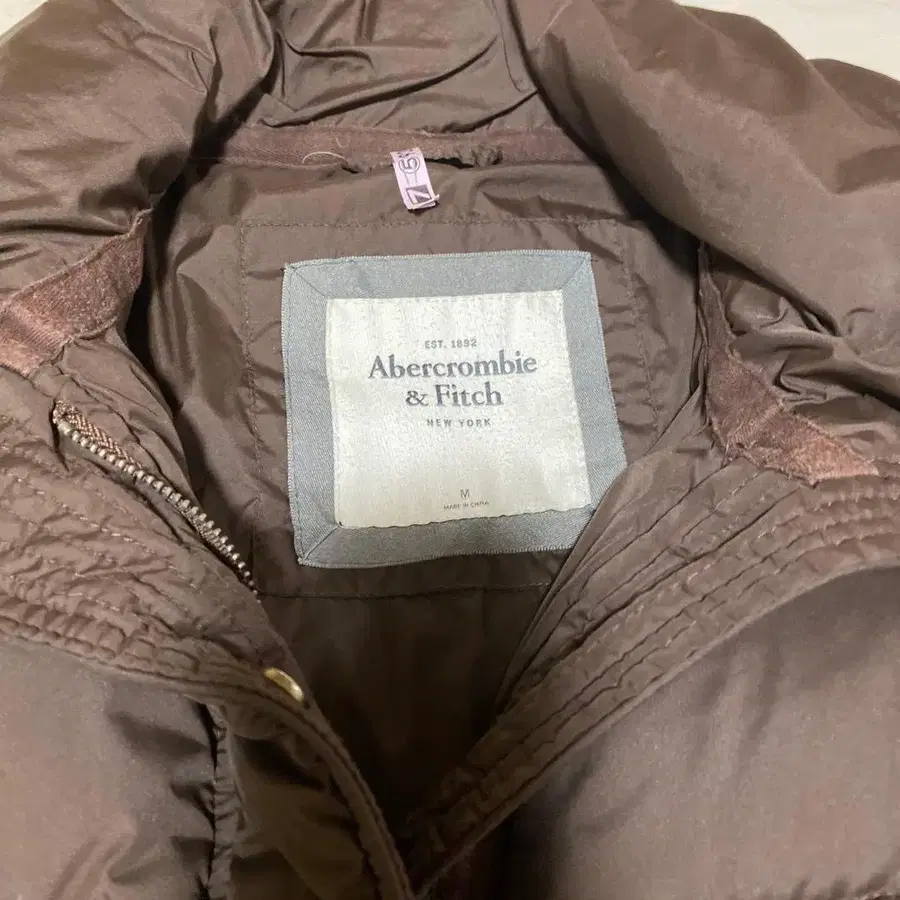 EST. 1892
Abercrombie
& Fitch
NEW YORK
M
MADE IN CHINA